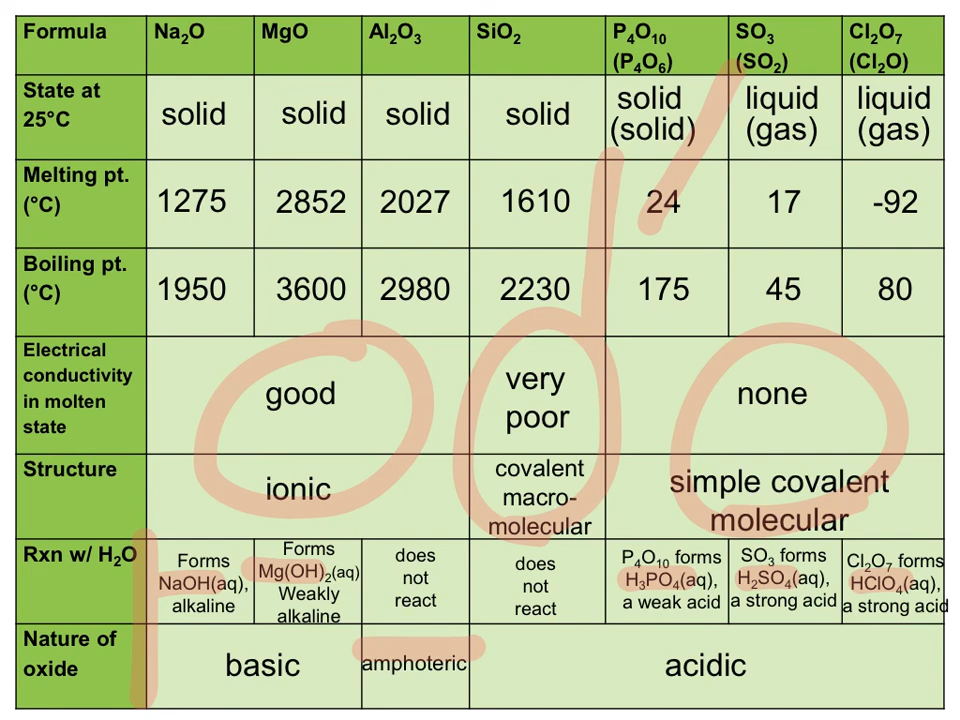 Formula Na₂O MgO Al₂O₃ SiO₂ P₄O₁₀ SO₃ Cl₂O₇
(P₄O₆) (SO₂) (Cl₂O)
State at 25°C solid solid solid solid solid (solid) liquid (gas) liquid (gas)
Melting pt. (°C) 1275 2852 2027 1610 24 17 -92
Boiling pt. (°C) 1950 3600 2980 2230 175 45 80
Electrical
conductivity
in molten
state
good
very
poor
none
Structure
ionic
covalent
macro-
molecular
simple covalent
molecular
Rxn w/ H₂O
Forms
NaOH(aq),
alkaline
Forms
Mg(OH)₂(aq)
Weakly
alkaline
does
not
react
does
not
react
P₄O₁₀ forms
H₃PO₄(aq),
a weak acid
SO₃ forms
H₂SO₄(aq),
a strong acid
Cl₂O₇ forms
HClO₄(aq),
a strong acid
Nature of
oxide
basic
amphoteric
acidic